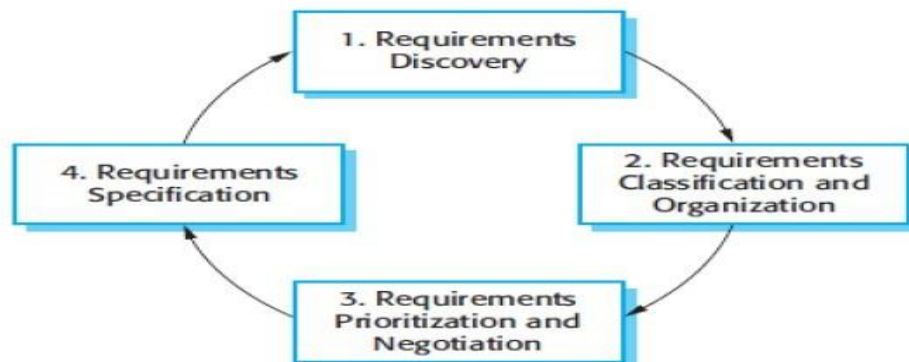 1. Requirements
Discovery
2. Requirements
Classification and
Organization
3. Requirements
Prioritization and
Negotiation
4. Requirements
Specification